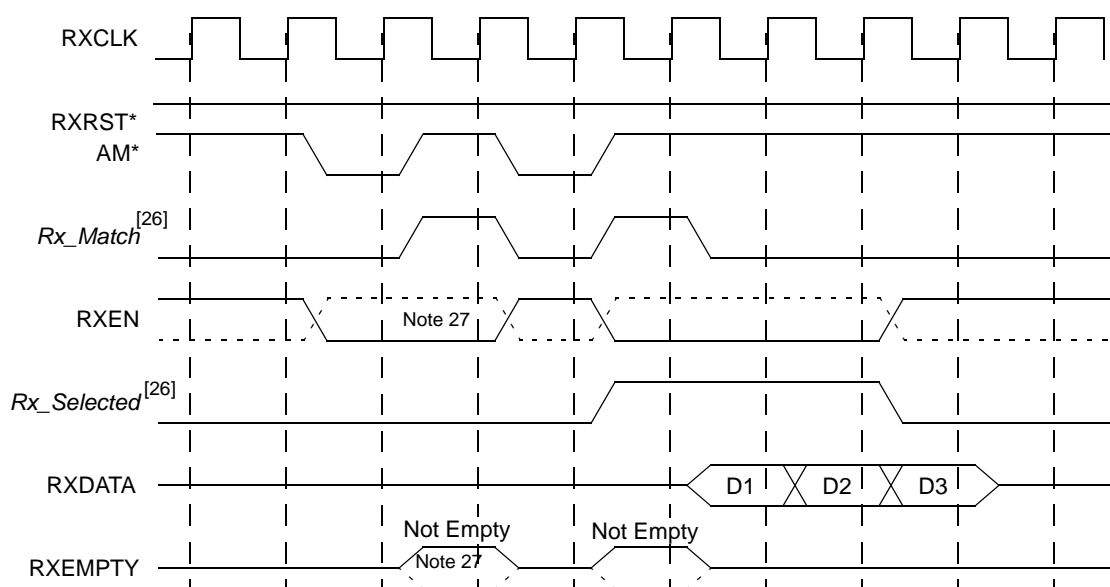 RXCLK
RXRST*
AM*
Rx_Match[26]
RXEN
Note 27
Rx_Selected[26]
RXDATA
D1 D2 D3
Not Empty Not Empty
RXEMPTY
Note 27